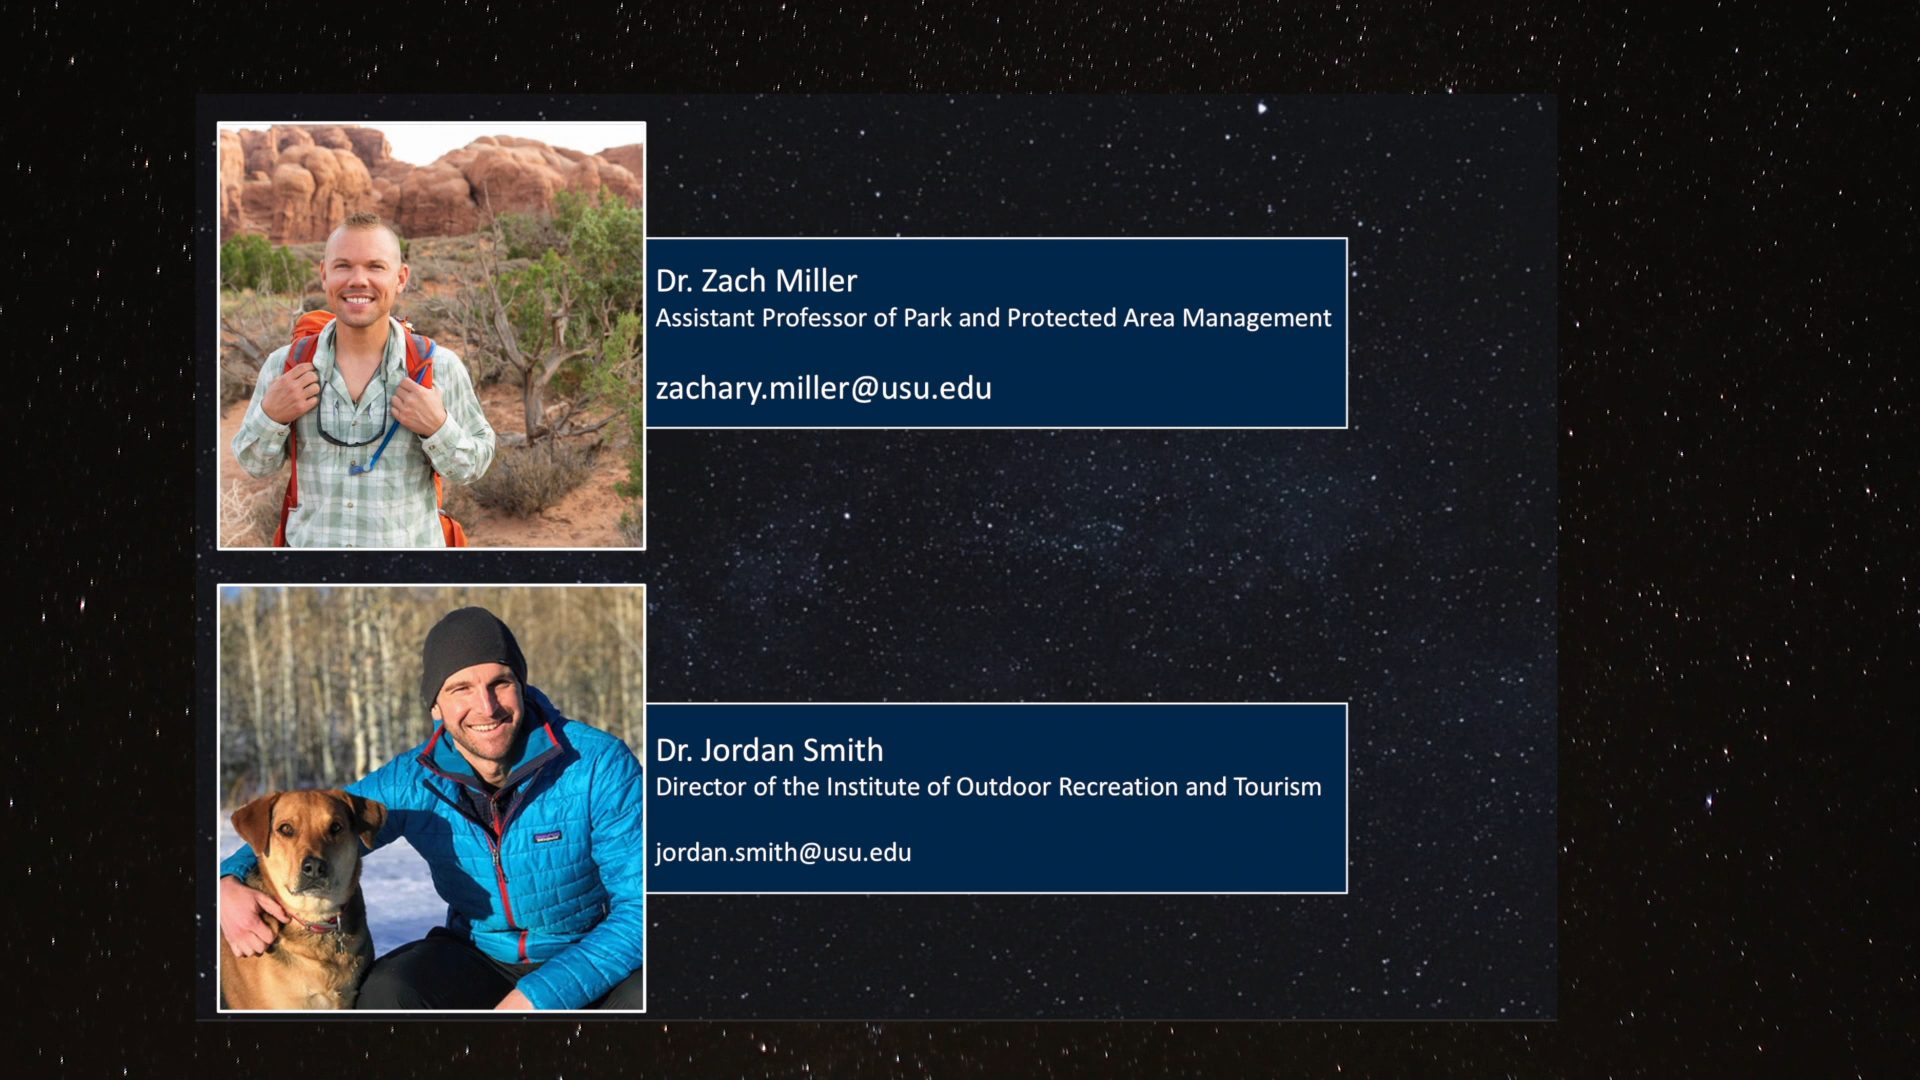 Dr. Zach Miller
Assistant Professor of Park and Protected Area Management
zachary.miller@usu.edu
Dr. Jordan Smith
Director of the Institute of Outdoor Recreation and Tourism
jordan.smith@usu.edu